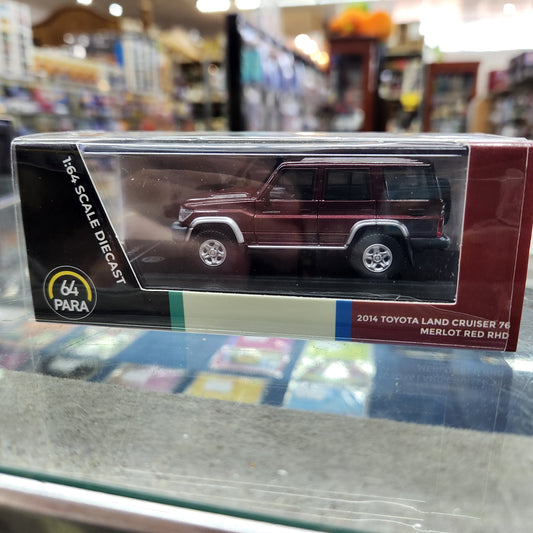 1:64 SCALE DIECAST
64
PARA
2014 TOYOTA LAND CRUISER 76
MERLOT RED RHD